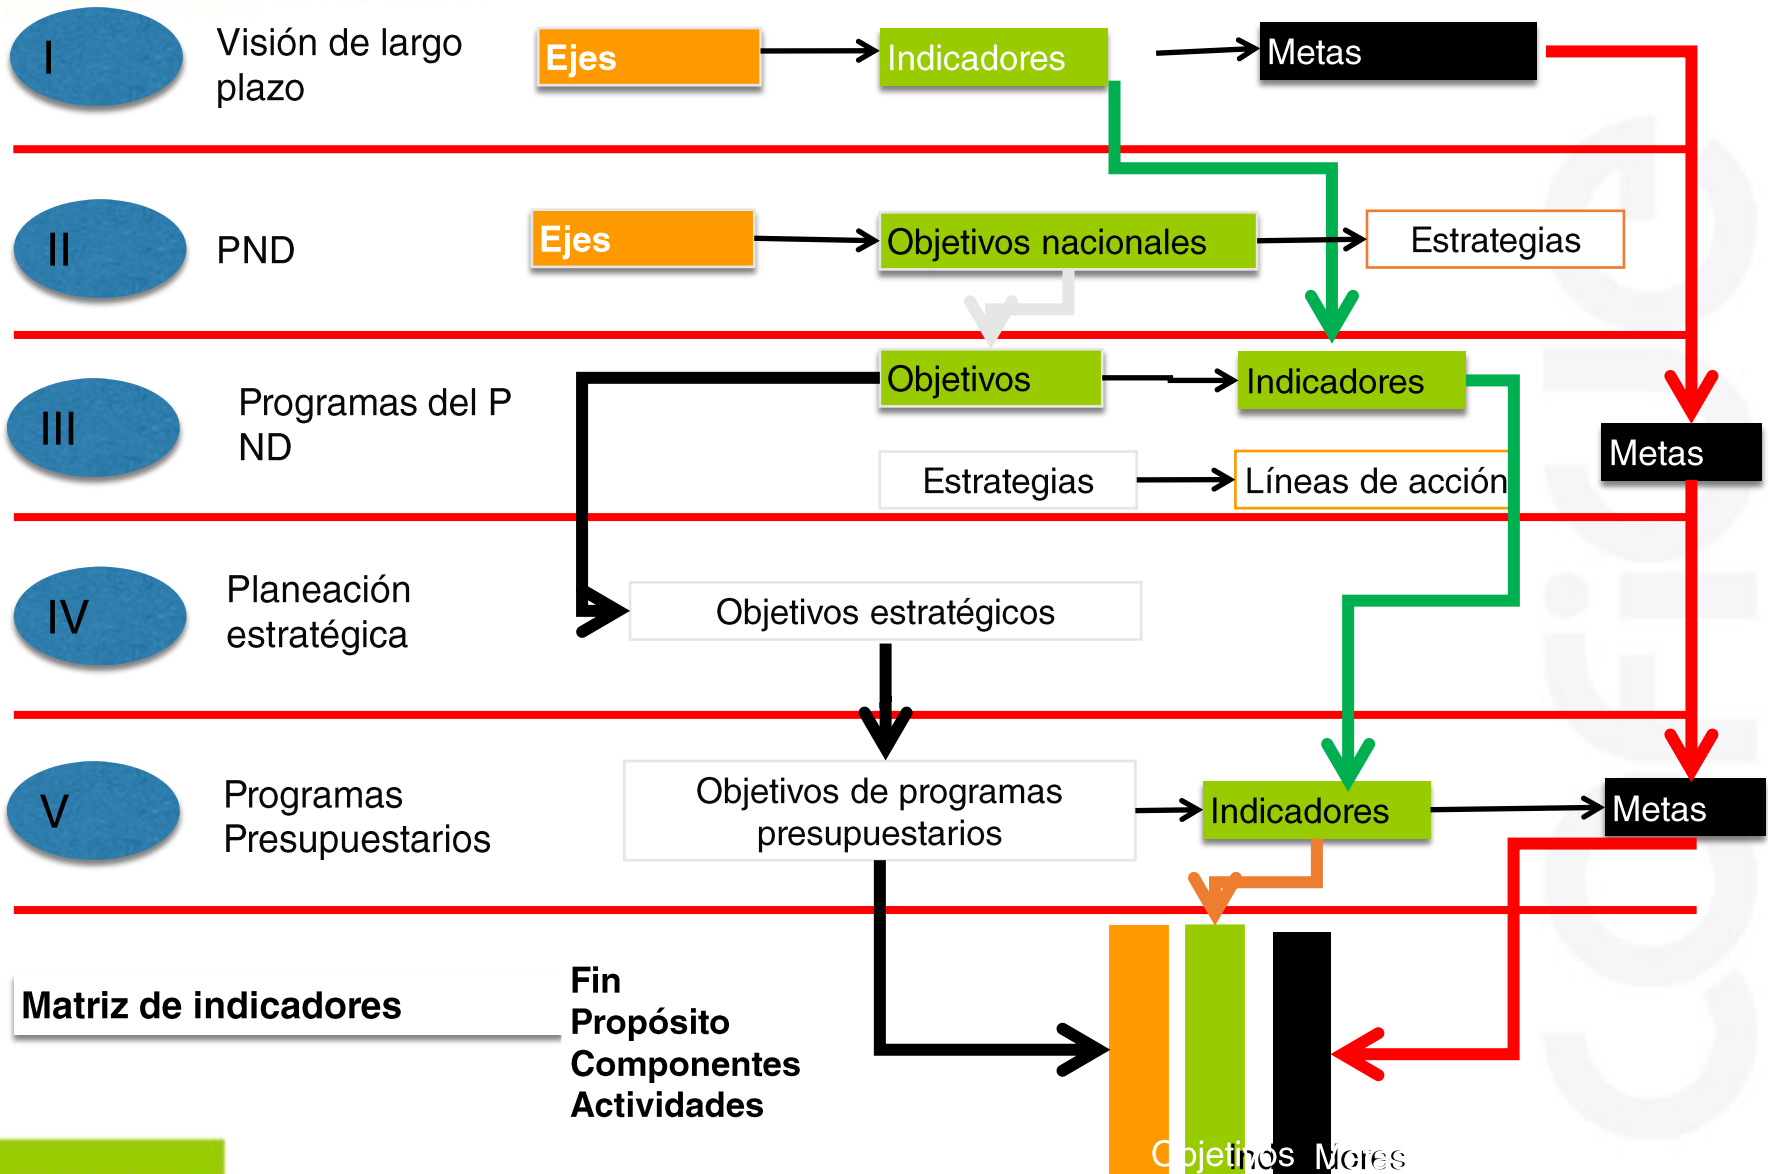 I
Visión de largo
plazo
Ejes
Indicadores
Metas
II
PND
Ejes
Objetivos nacionales
Estrategias
III
Programas del P
ND
Objetivos
Indicadores
Metas
Estrategias
Líneas de acción
IV
Planeación
estratégica
Objetivos estratégicos
V
Programas
Presupuestarios
Objetivos de programas
presupuestarios
Indicadores
Metas
Matriz de indicadores
Fin
Propósito
Componentes
Actividades
Objetivos
cofide